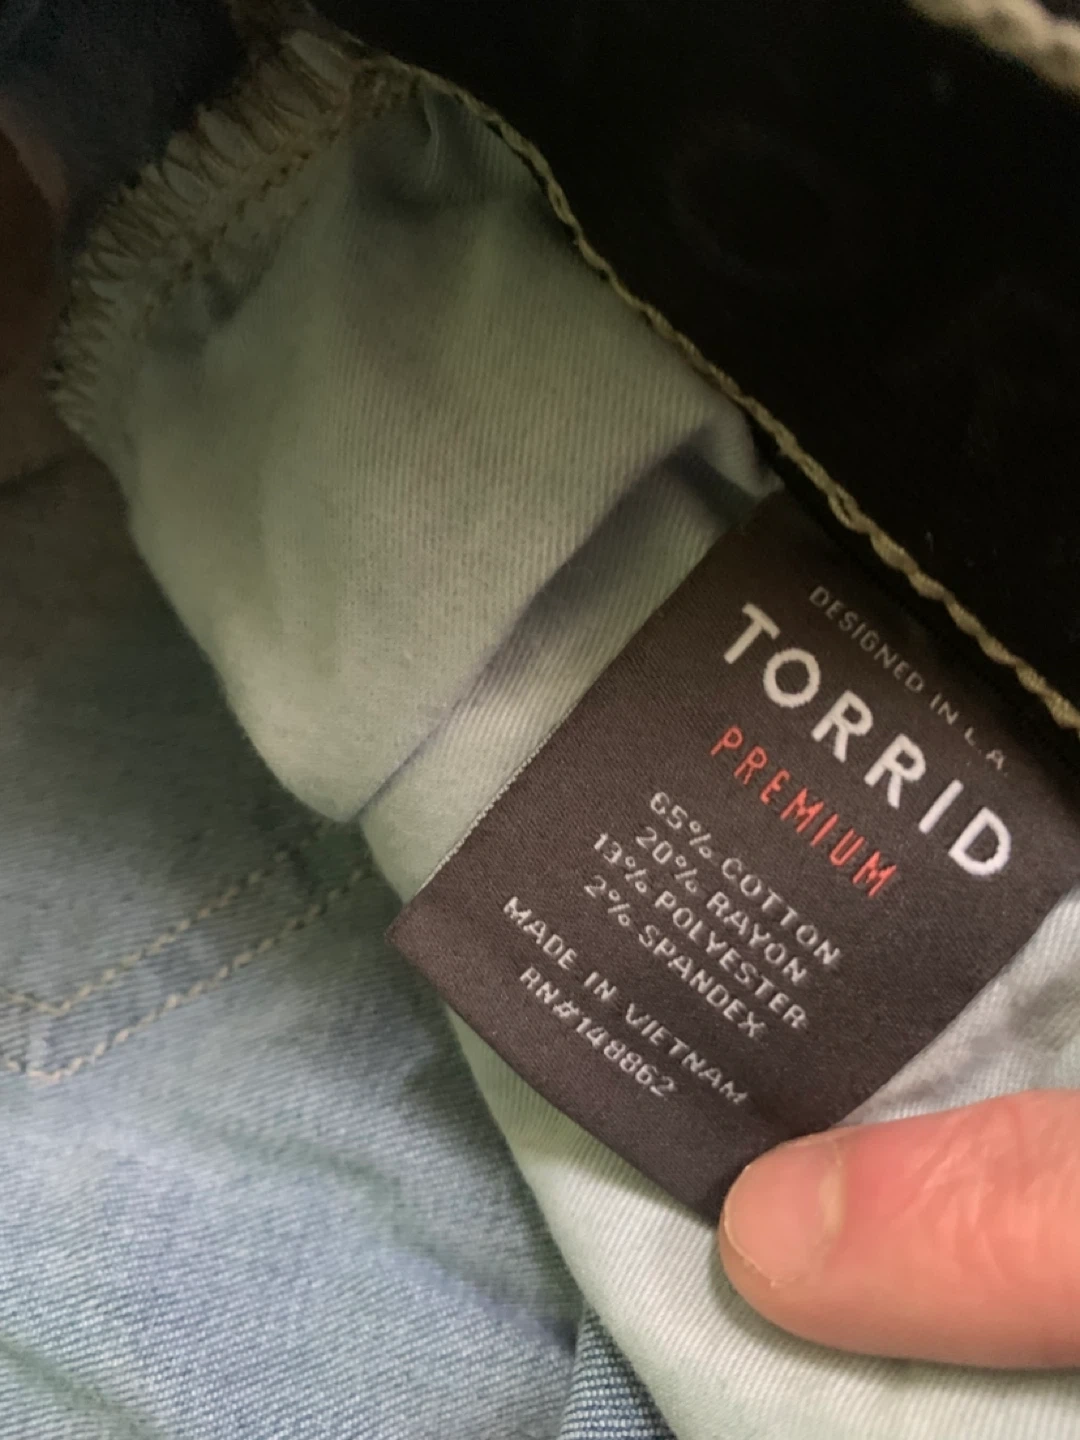 DESIGNED IN L.A.
TORRID
PREMIUM
65% COTTON
20% RAYON
13% POLYESTER
2% SPANDEX
MADE IN VIETNAM
RN#148862